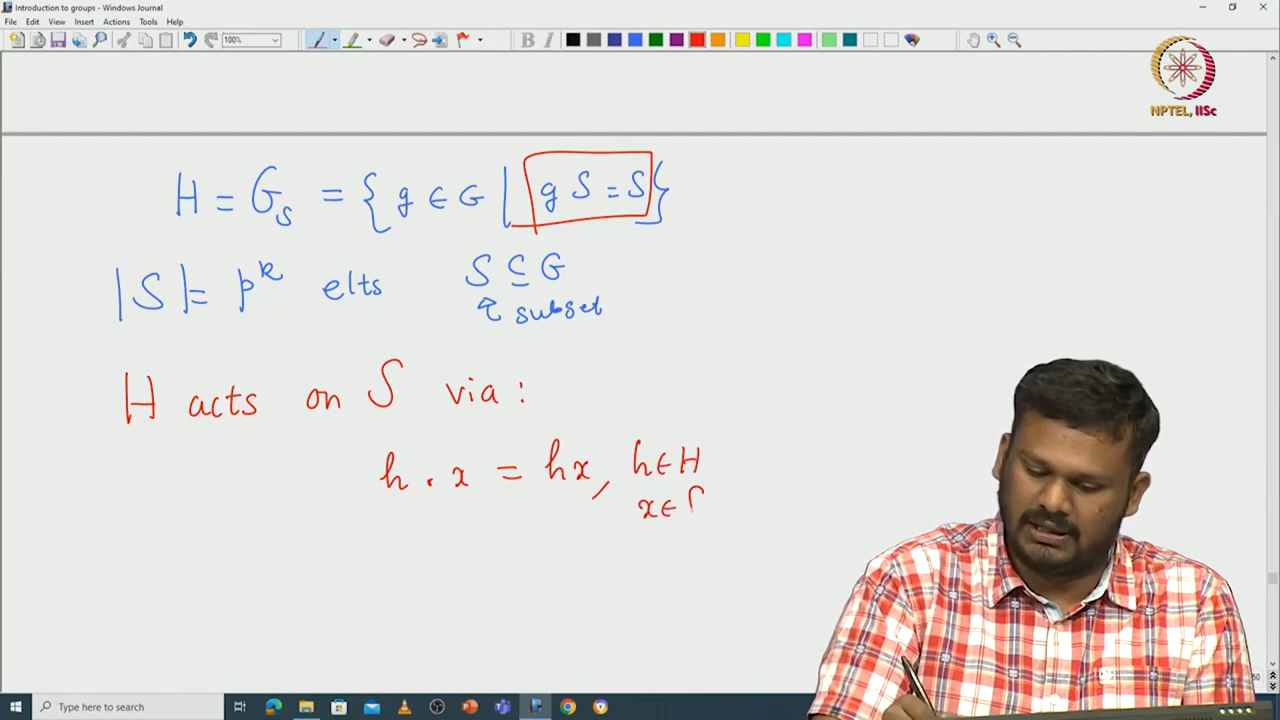 Introduction to groups - Windows Journal
File Edit View Insert Actions Tools Help
100%
B I
NPTEL, IISc
H = G_S = { g ∈ G | g S = S }
|S| = p^k elts S ⊆ G
↑ subset
H acts on S via :
h . x = hx, h ∈ H
x ∈
Type here to search